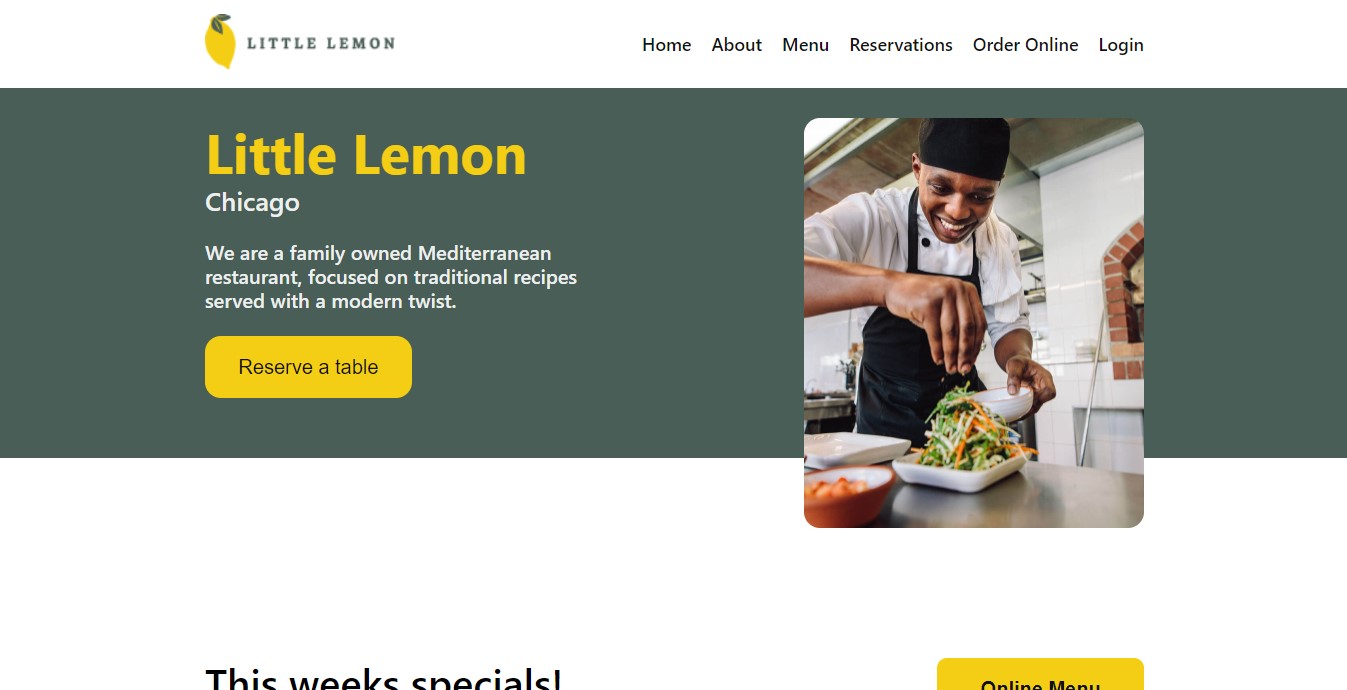 LITTLE LEMON
Home About Menu Reservations Order Online Login
Little Lemon
Chicago
We are a family owned Mediterranean
restaurant, focused on traditional recipes
served with a modern twist.
Reserve a table
This weeks specials!
Online Menu